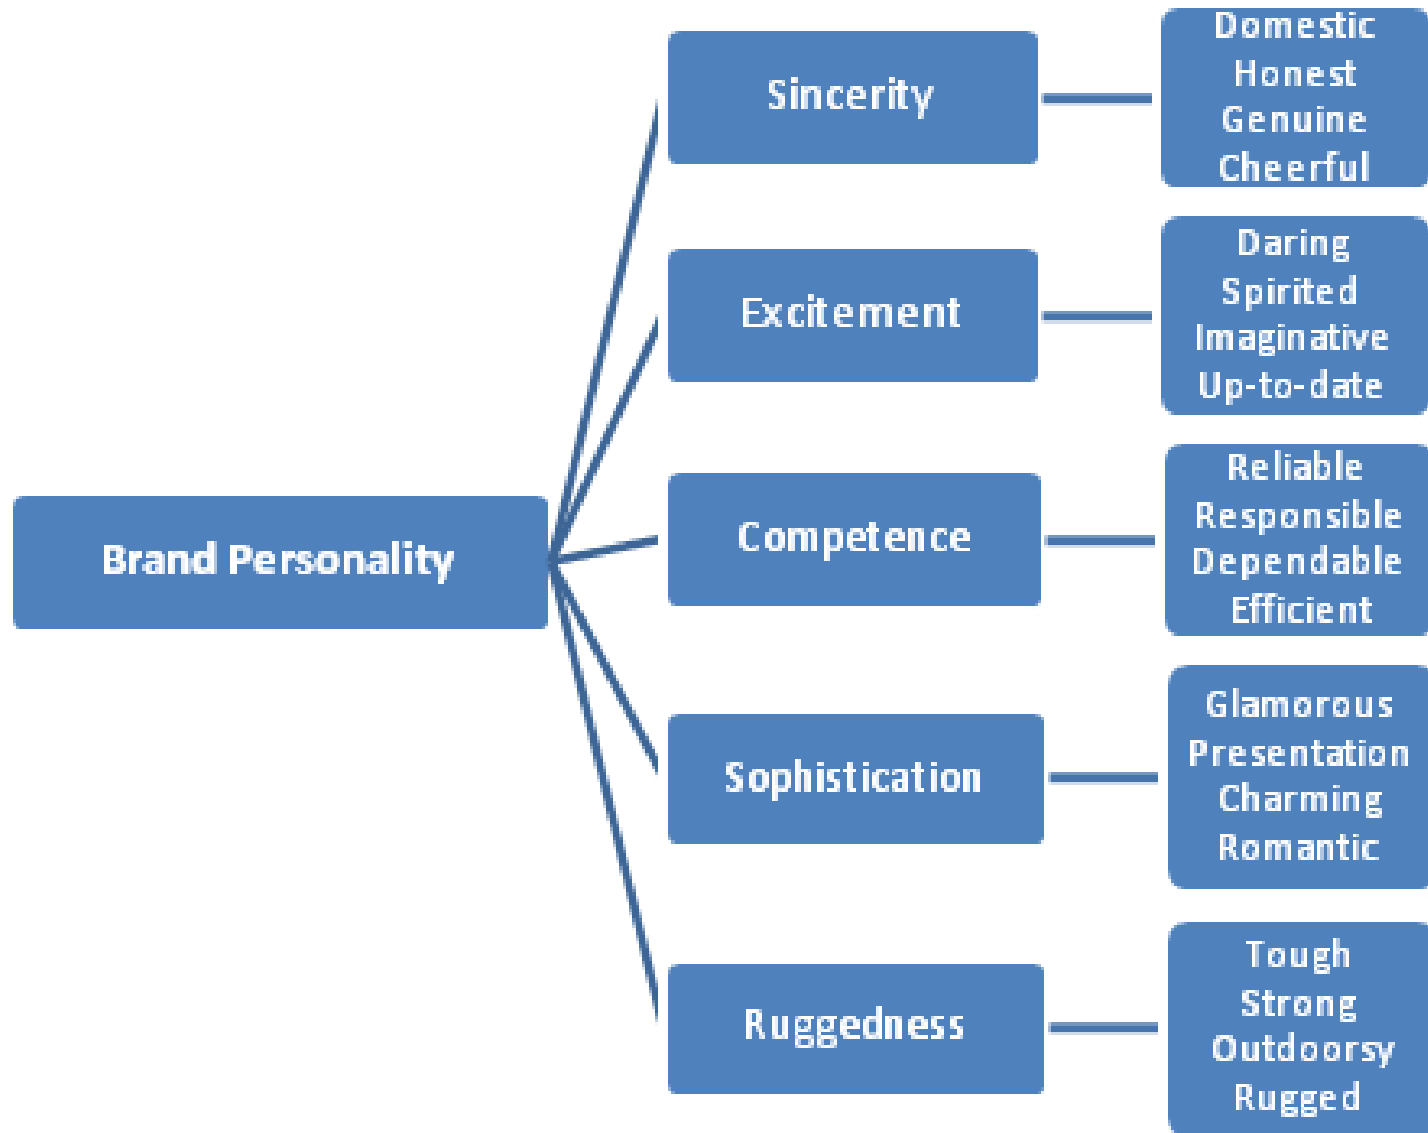 Brand Personality
Sincerity
Domestic
Honest
Genuine
Cheerful
Excitement
Daring
Spirited
Imaginative
Up-to-date
Competence
Reliable
Responsible
Dependable
Efficient
Sophistication
Glamorous
Presentation
Charming
Romantic
Ruggedness
Tough
Strong
Outdoorsy
Rugged